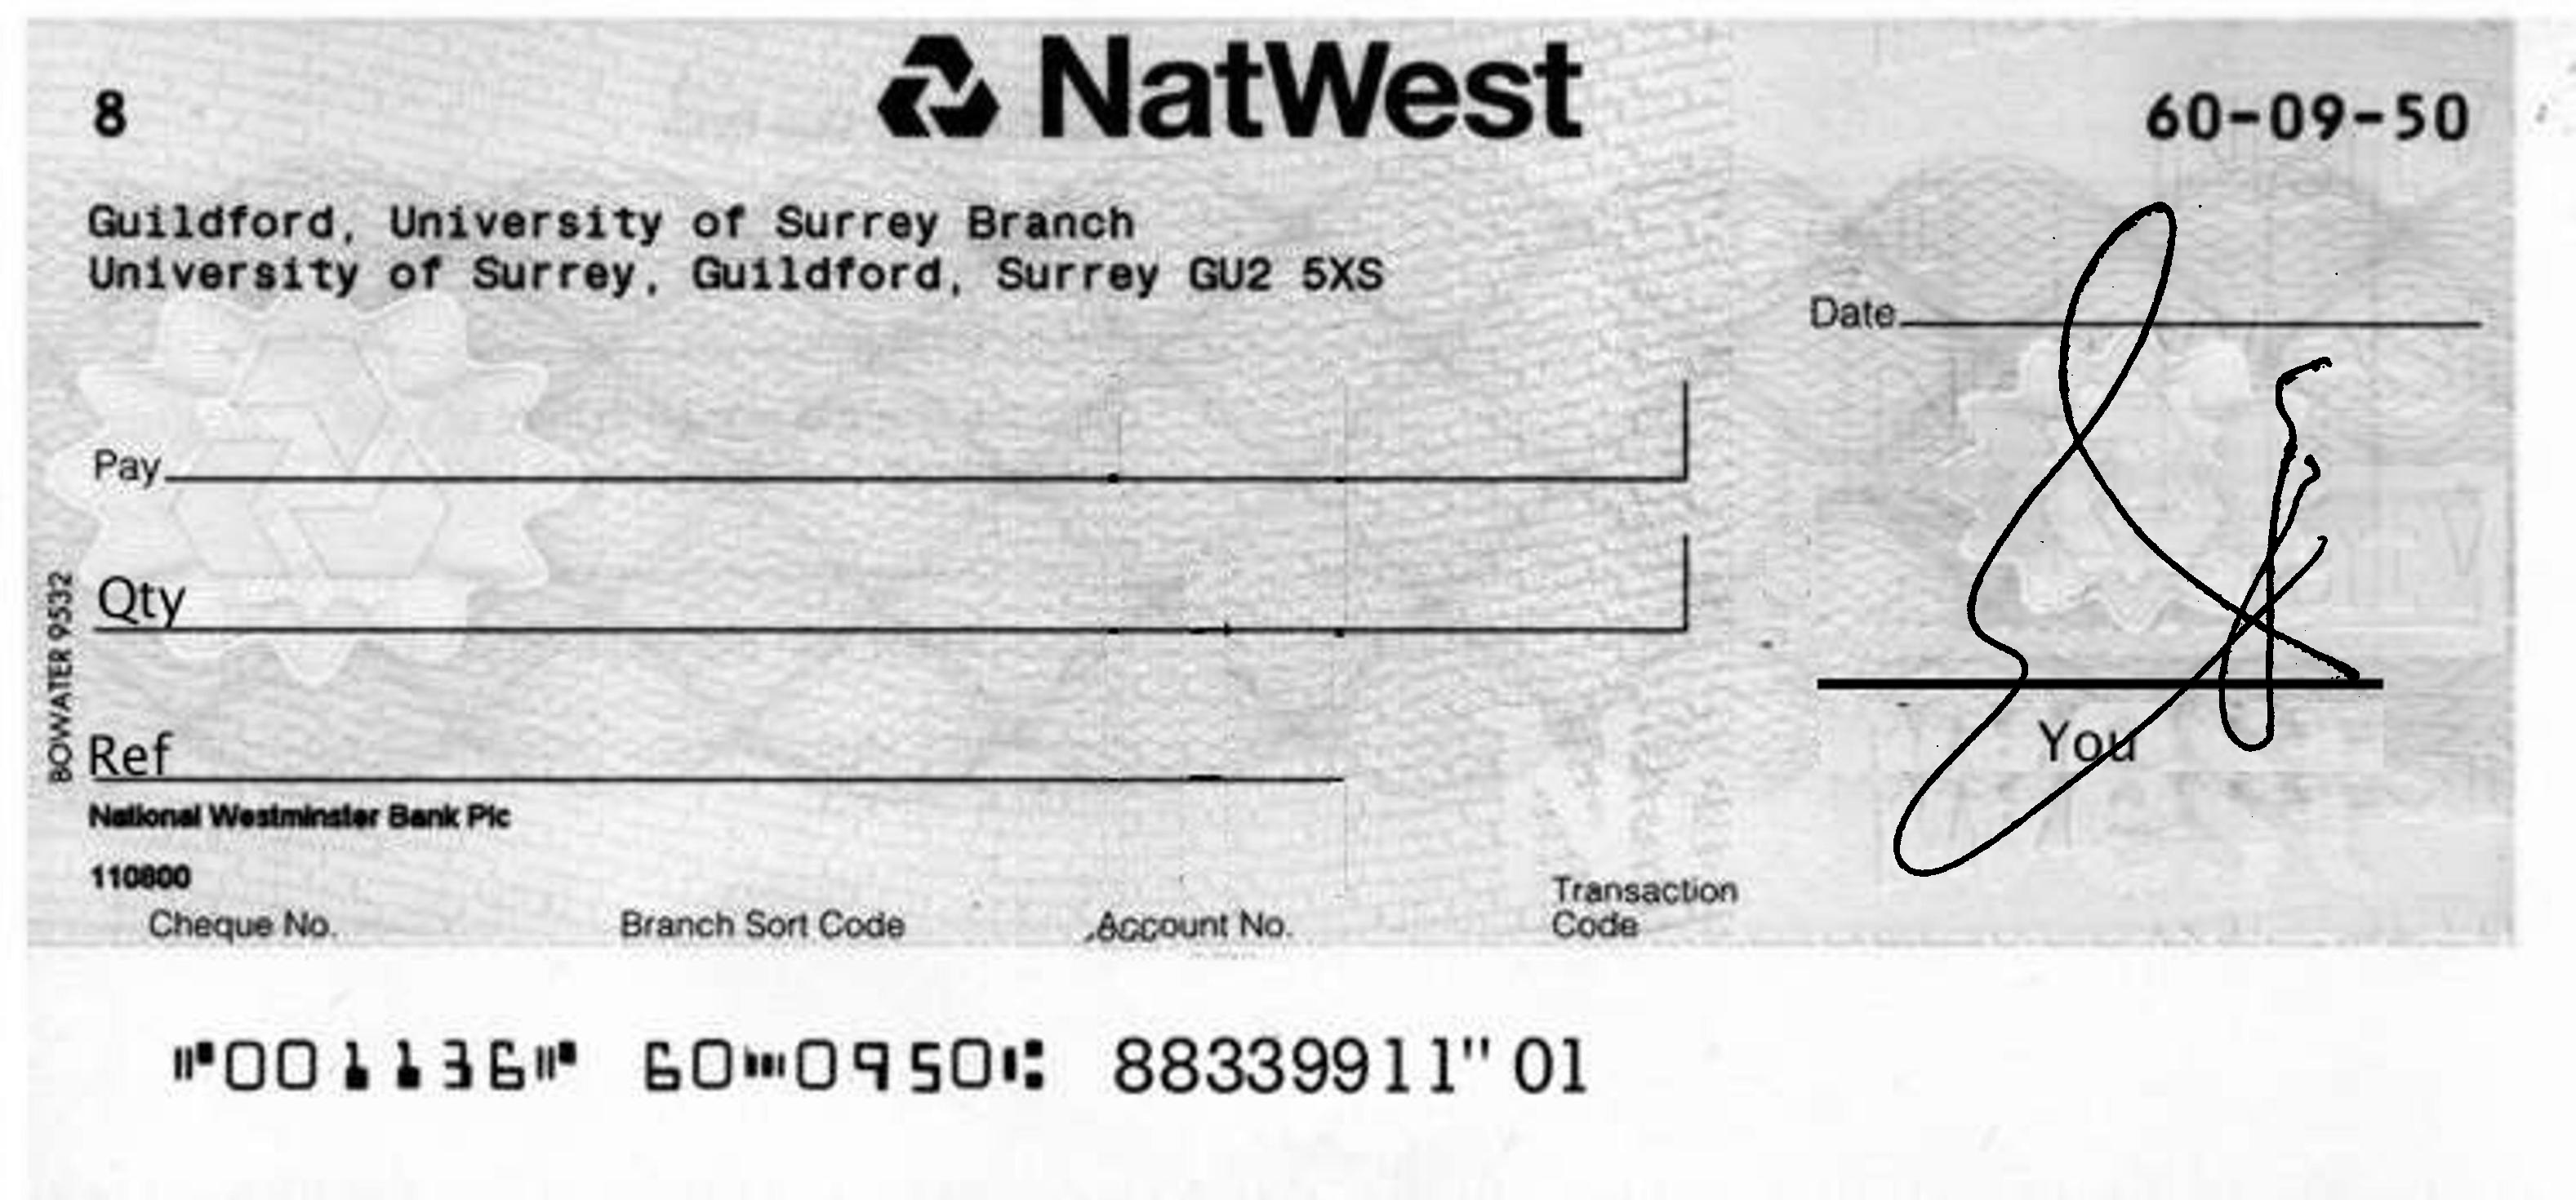 NatWest
8
60-09-50
Guildford, University of Surrey Branch
University of Surrey, Guildford, Surrey GU2 5XS
Date
Pay
Qty
BOWATER 9532
Ref
You
National Westminster Bank Plc
110800
Cheque No.
Branch Sort Code
Account No.
Transaction
Code
⑈001136⑈ 60⑉0950⑆ 88339911" 01